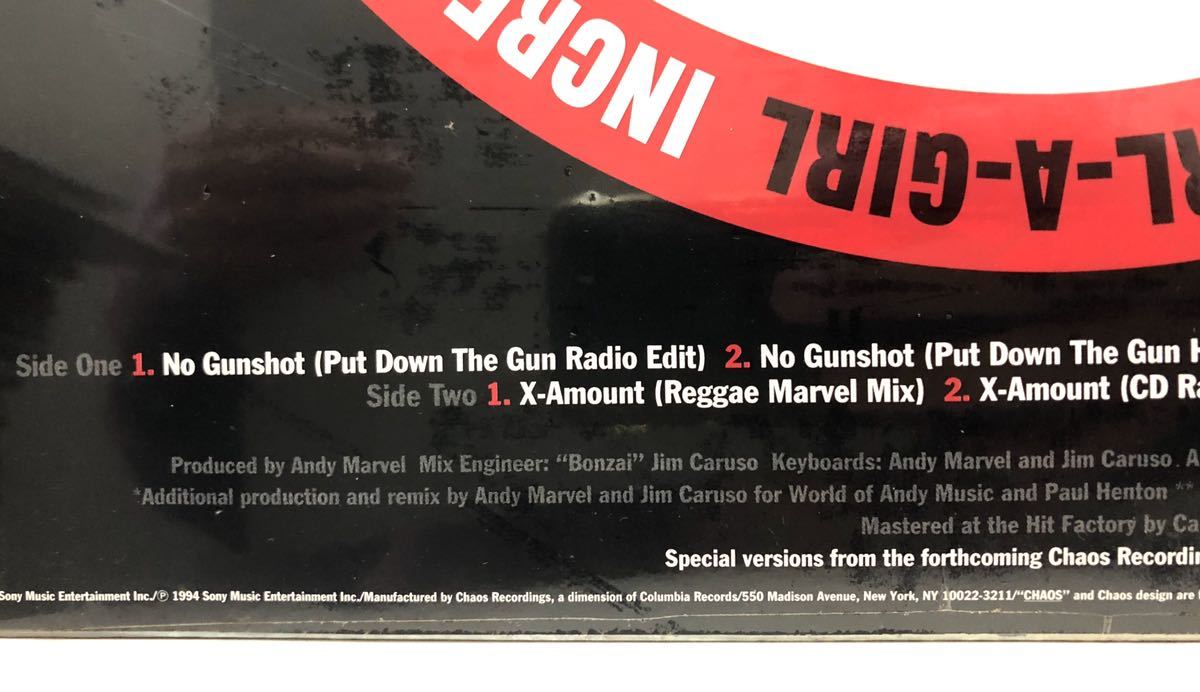 INCRE
RL-A-GIRL
Side One 1. No Gunshot (Put Down The Gun Radio Edit) 2. No Gunshot (Put Down The Gun H
Side Two 1. X-Amount (Reggae Marvel Mix) 2. X-Amount (CD Ra
Produced by Andy Marvel Mix Engineer: “Bonzai” Jim Caruso Keyboards: Andy Marvel and Jim Caruso. A
*Additional production and remix by Andy Marvel and Jim Caruso for World of Andy Music and Paul Henton **
Mastered at the Hit Factory by Ca
Special versions from the forthcoming Chaos Recordin
Sony Music Entertainment Inc./℗ 1994 Sony Music Entertainment Inc./Manufactured by Chaos Recordings, a dimension of Columbia Records/550 Madison Avenue, New York, NY 10022-3211/“CHAOS” and Chaos design are